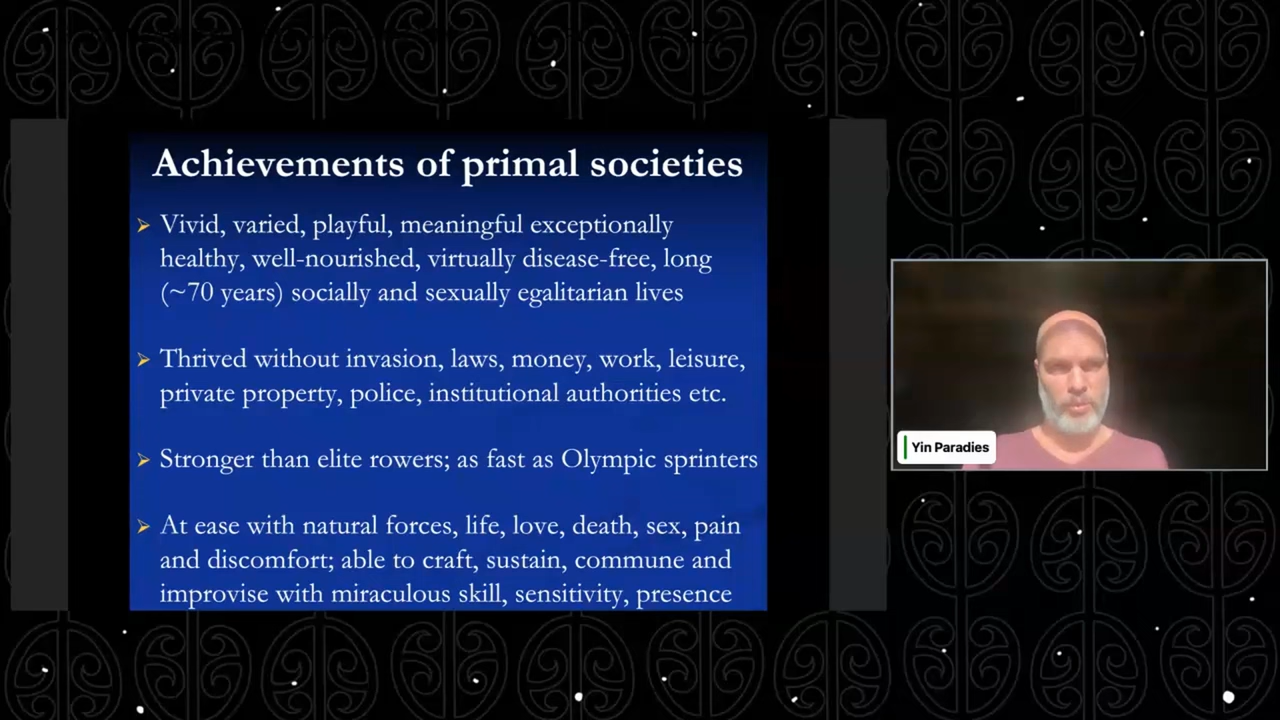 Achievements of primal societies
Vivid, varied, playful, meaningful exceptionally
healthy, well-nourished, virtually disease-free, long
(~70 years) socially and sexually egalitarian lives
Thrived without invasion, laws, money, work, leisure,
private property, police, institutional authorities etc.
Stronger than elite rowers; as fast as Olympic sprinters
At ease with natural forces, life, love, death, sex, pain
and discomfort; able to craft, sustain, commune and
improvise with miraculous skill, sensitivity, presence
Yin Paradies